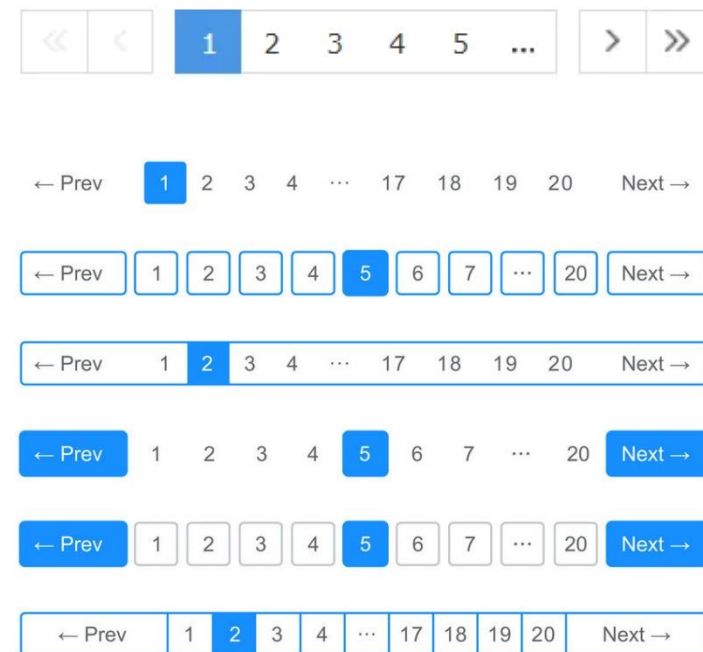 « ‹ 1 2 3 4 5 ... › »
← Prev 1 2 3 4 ··· 17 18 19 20 Next →
← Prev 1 2 3 4 5 6 7 ··· 20 Next →
← Prev 1 2 3 4 ··· 17 18 19 20 Next →
← Prev 1 2 3 4 5 6 7 ··· 20 Next →
← Prev 1 2 3 4 5 6 7 ··· 20 Next →
← Prev 1 2 3 4 ··· 17 18 19 20 Next →